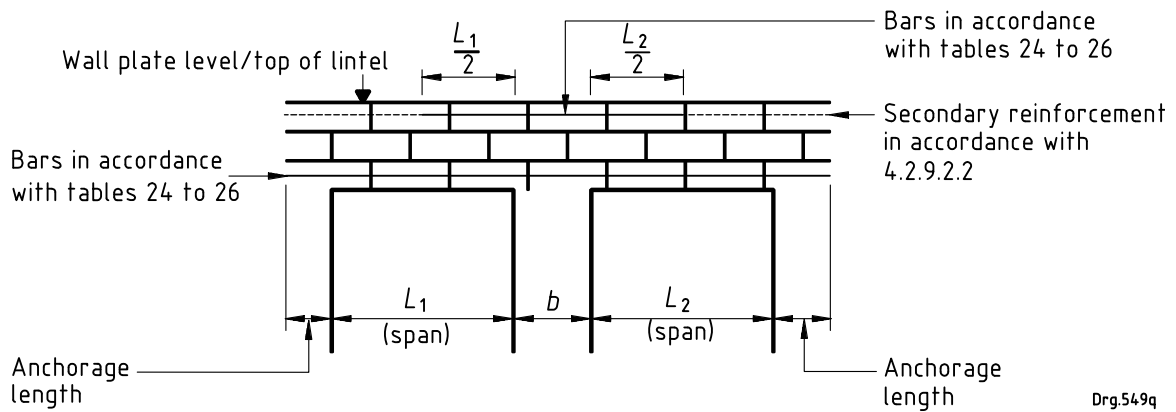 Wall plate level/top of lintel
L1
2
L2
2
Bars in accordance
with tables 24 to 26
Secondary reinforcement
in accordance with
4.2.9.2.2
Bars in accordance
with tables 24 to 26
L1
(span)
b
L2
(span)
Anchorage
length
Anchorage
length
Drg.549q